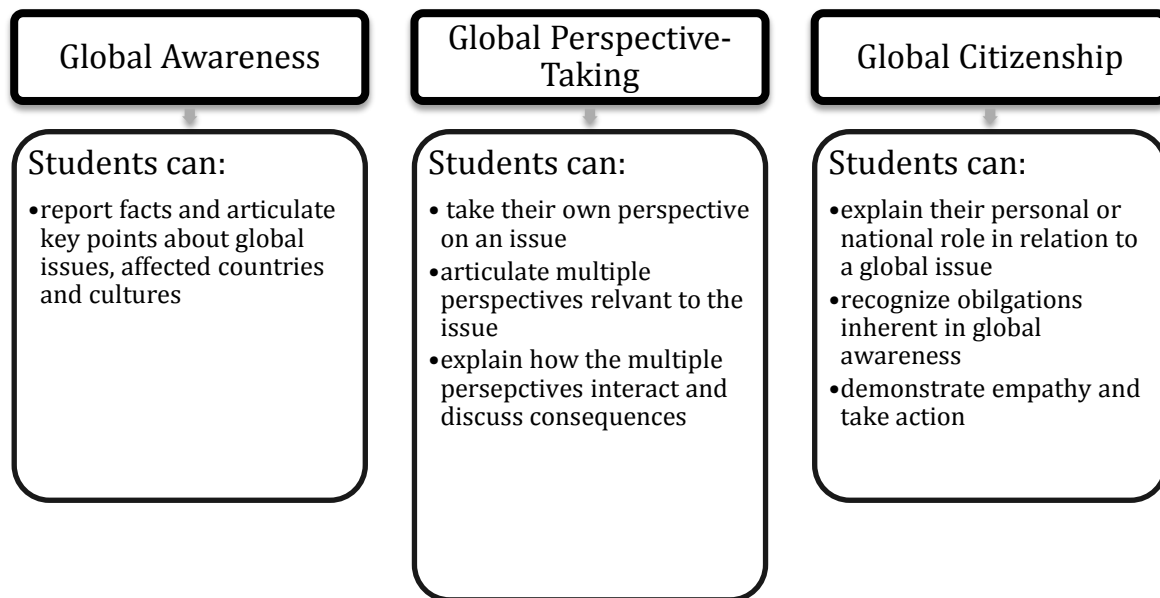 Global Awareness
Students can:
•report facts and articulate
key points about global
issues, affected countries
and cultures
Global Perspective-
Taking
Students can:
• take their own perspective
on an issue
•articulate multiple
perspectives relvant to the
issue
•explain how the multiple
persepctives interact and
discuss consequences
Global Citizenship
Students can:
•explain their personal or
national role in relation to
a global issue
•recognize obilgations
inherent in global
awareness
•demonstrate empathy and
take action